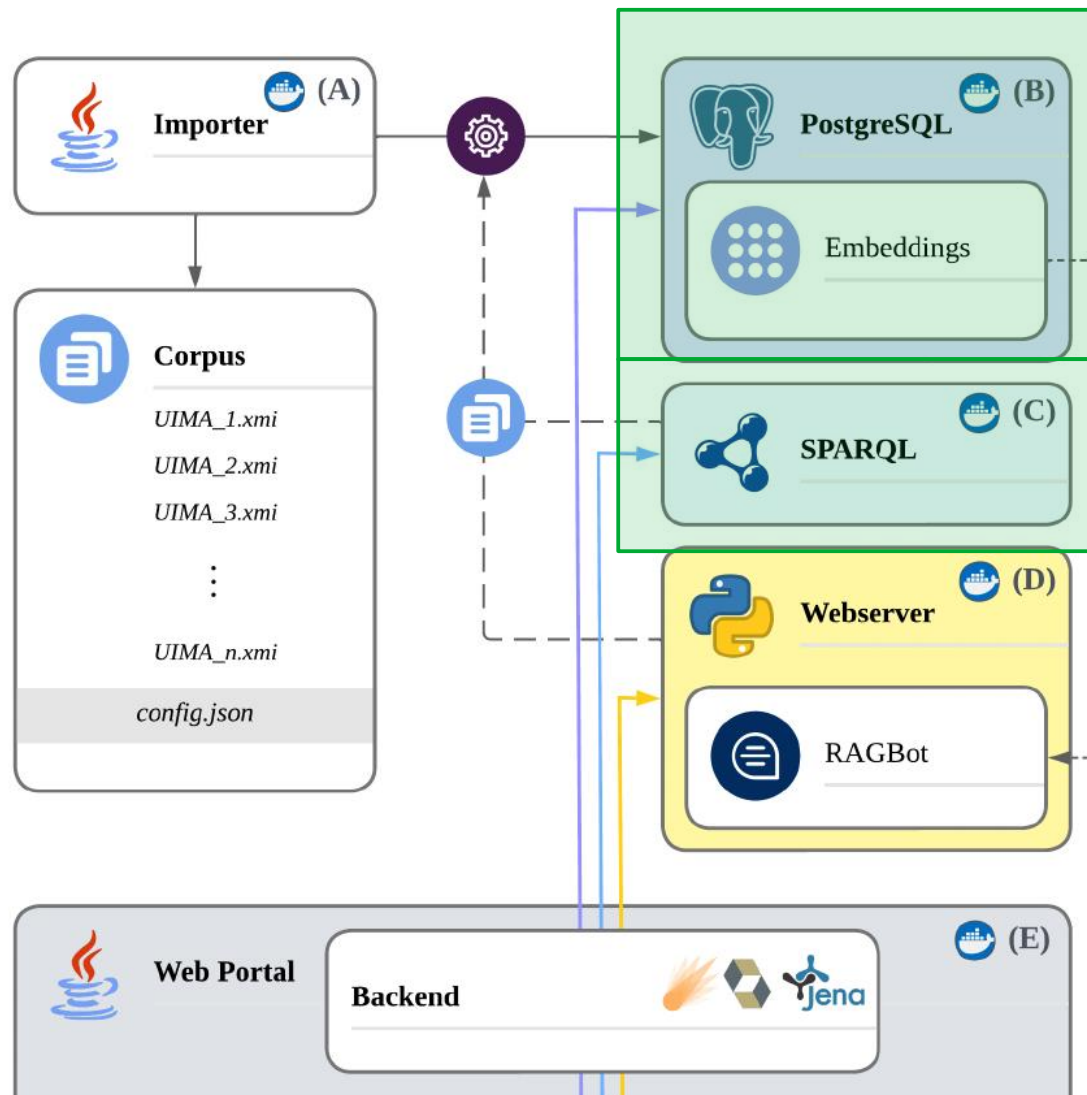 Importer
(A)
Corpus
UIMA_1.xmi
UIMA_2.xmi
UIMA_3.xmi
⋮
UIMA_n.xmi
config.json
PostgreSQL
(B)
Embeddings
SPARQL
(C)
Webserver
(D)
RAGBot
Web Portal
(E)
Backend
Jena